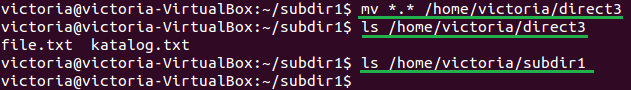 victoria@victoria-VirtualBox:~/subdir1$ mv *.* /home/victoria/direct3
victoria@victoria-VirtualBox:~/subdir1$ ls /home/victoria/direct3
file.txt  katalog.txt
victoria@victoria-VirtualBox:~/subdir1$ ls /home/victoria/subdir1
victoria@victoria-VirtualBox:~/subdir1$